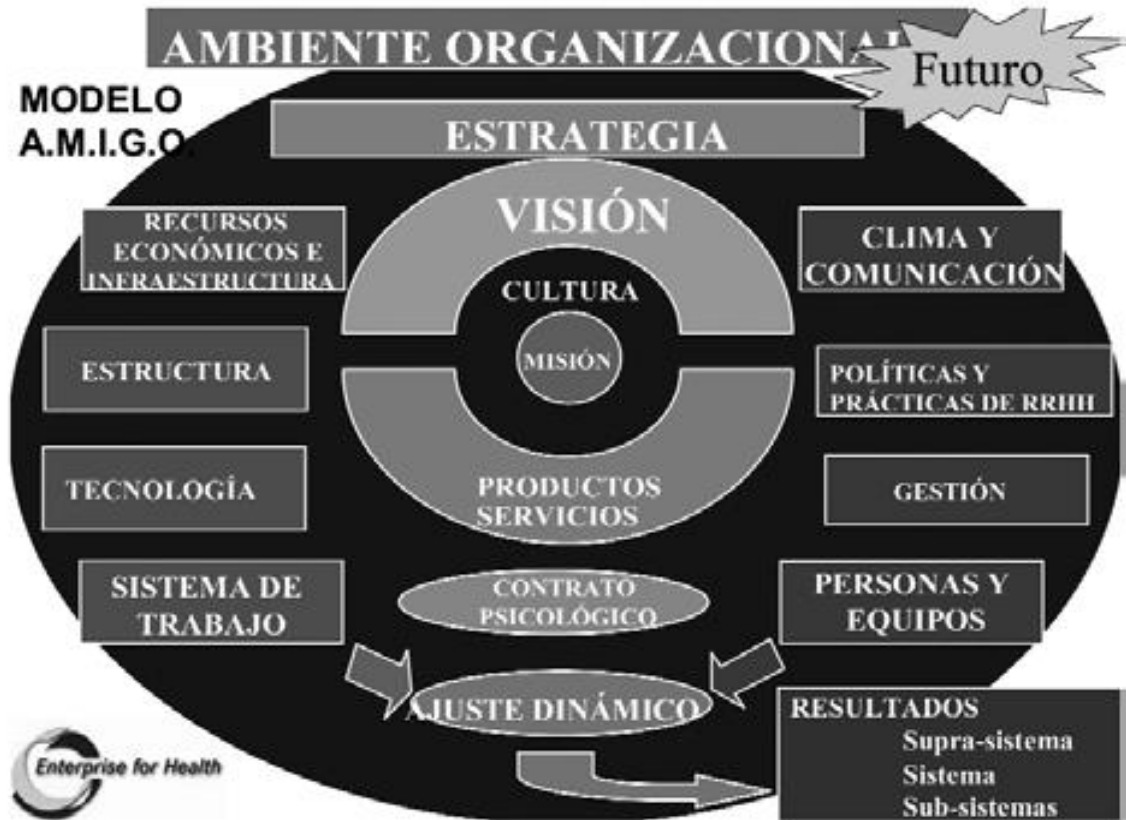 AMBIENTE ORGANIZACIONAL
Futuro
MODELO
A.M.I.G.O.
ESTRATEGIA
VISIÓN
RECURSOS
ECONÓMICOS E
INFRAESTRUCTURA
CLIMA Y
COMUNICACIÓN
CULTURA
MISIÓN
ESTRUCTURA
POLÍTICAS Y
PRÁCTICAS DE RRHH
TECNOLOGÍA
PRODUCTOS
SERVICIOS
GESTIÓN
SISTEMA DE
TRABAJO
CONTRATO
PSICOLÓGICO
PERSONAS Y
EQUIPOS
AJUSTE DINÁMICO
RESULTADOS
Supra-sistema
Sistema
Sub-sistemas
Enterprise for Health